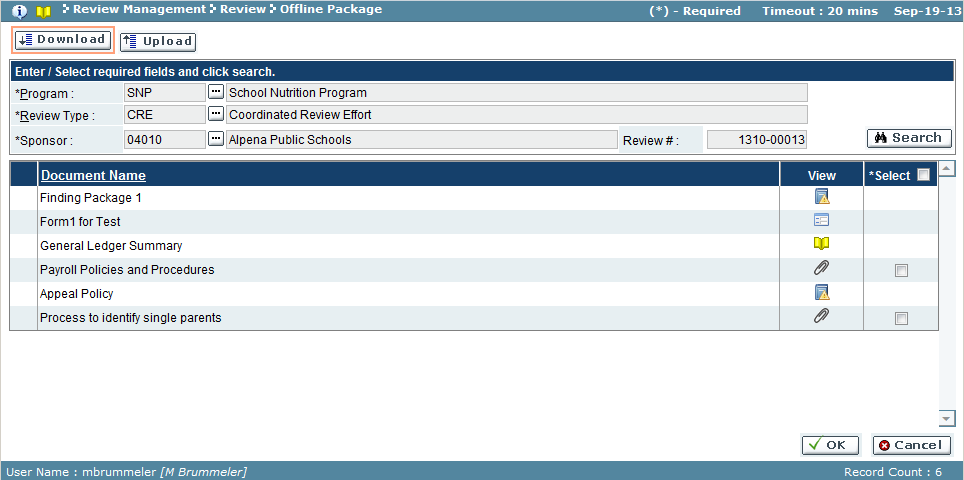 Review Management Review Offline Package (*) - Required Timeout : 20 mins Sep-19-13
Download Upload
Enter / Select required fields and click search.
*Program : SNP School Nutrition Program
*Review Type : CRE Coordinated Review Effort
*Sponsor : 04010 Alpena Public Schools Review # : 1310-00013 Search
Document Name View *Select
Finding Package 1
Form1 for Test
General Ledger Summary
Payroll Policies and Procedures
Appeal Policy
Process to identify single parents
OK Cancel
User Name : mbrummeler [M Brummeler] Record Count : 6